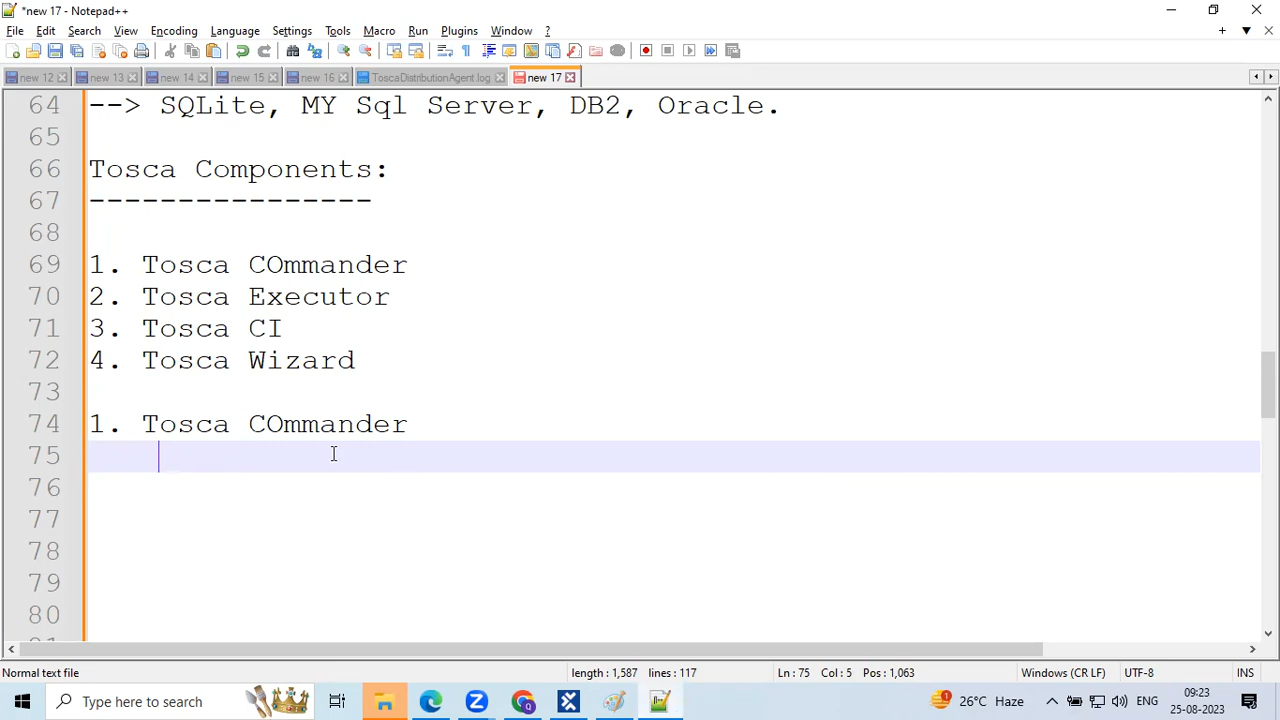 *new 17 - Notepad++
File Edit Search View Encoding Language Settings Tools Macro Run Plugins Window ?
new 12 new 13 new 14 new 15 new 16 ToscaDistributionAgent.log new 17
64 --> SQLite, MY Sql Server, DB2, Oracle.
65
66 Tosca Components:
67 ----------------
68
69 1. Tosca COmmander
70 2. Tosca Executor
71 3. Tosca CI
72 4. Tosca Wizard
73
74 1. Tosca COmmander
75
76
77
78
79
80
Normal text file length : 1,587 lines : 117 Ln : 75 Col : 5 Pos : 1,063 Windows (CR LF) UTF-8 INS
Type here to search 26°C Haze ENG 09:23
25-08-2023